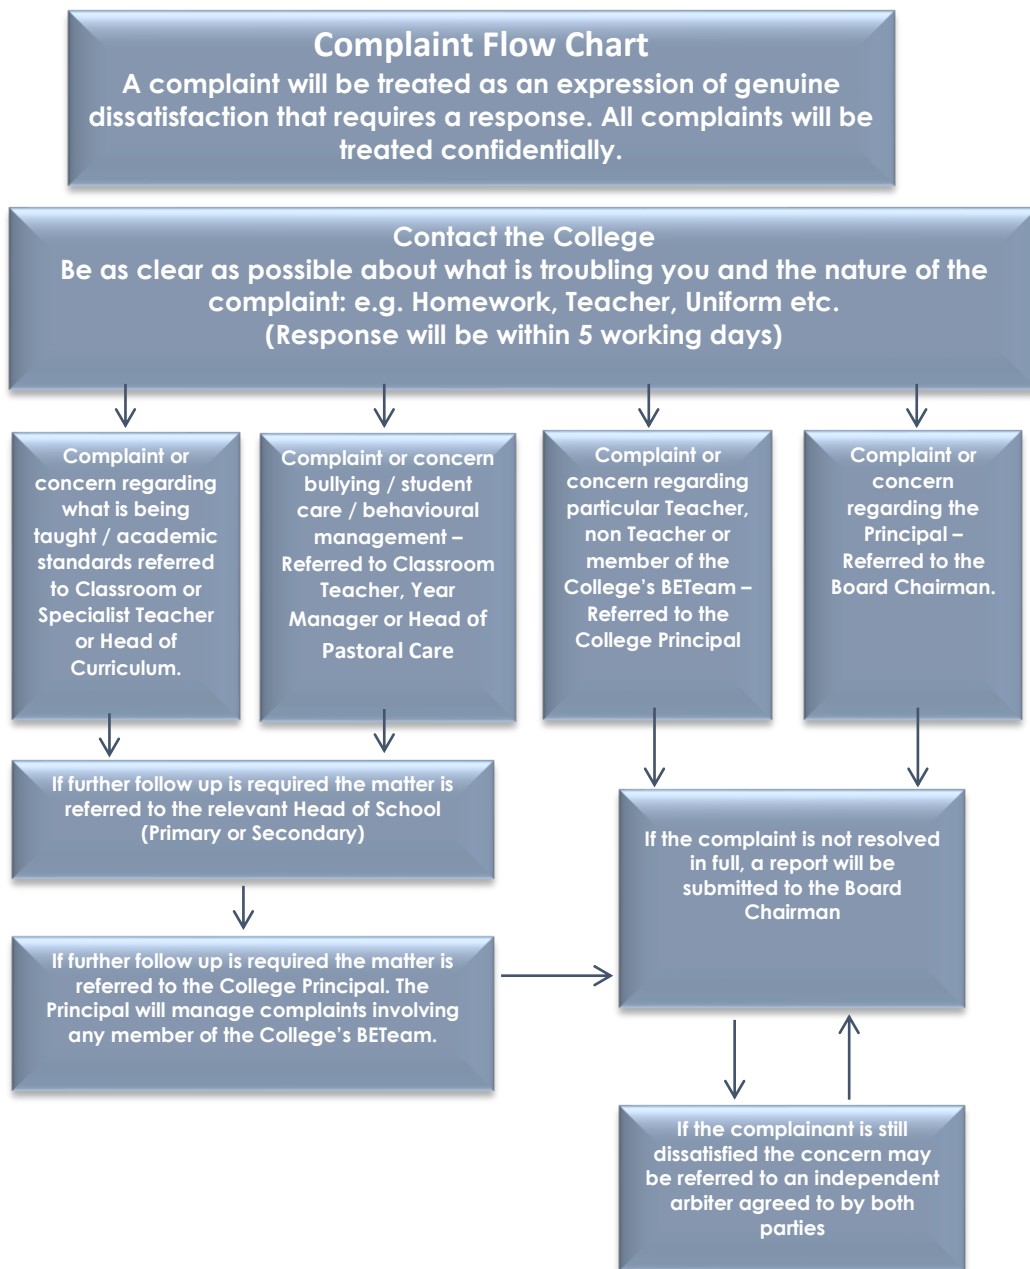 Complaint Flow Chart
A complaint will be treated as an expression of genuine
dissatisfaction that requires a response. All complaints will be
treated confidentially.
Contact the College
Be as clear as possible about what is troubling you and the nature of the
complaint: e.g. Homework, Teacher, Uniform etc.
(Response will be within 5 working days)
Complaint or
concern regarding
what is being
taught / academic
standards referred
to Classroom or
Specialist Teacher
or Head of
Curriculum.
Complaint or concern
bullying / student
care / behavioural
management –
Referred to Classroom
Teacher, Year
Manager or Head of
Pastoral Care
Complaint or
concern regarding
particular Teacher,
non Teacher or
member of the
College's BETeam –
Referred to the
College Principal
Complaint or
concern
regarding the
Principal –
Referred to the
Board Chairman.
If further follow up is required the matter is
referred to the relevant Head of School
(Primary or Secondary)
If the complaint is not resolved
in full, a report will be
submitted to the Board
Chairman
If further follow up is required the matter is
referred to the College Principal. The
Principal will manage complaints involving
any member of the College's BETeam.
If the complainant is still
dissatisfied the concern may
be referred to an independent
arbiter agreed to by both
parties